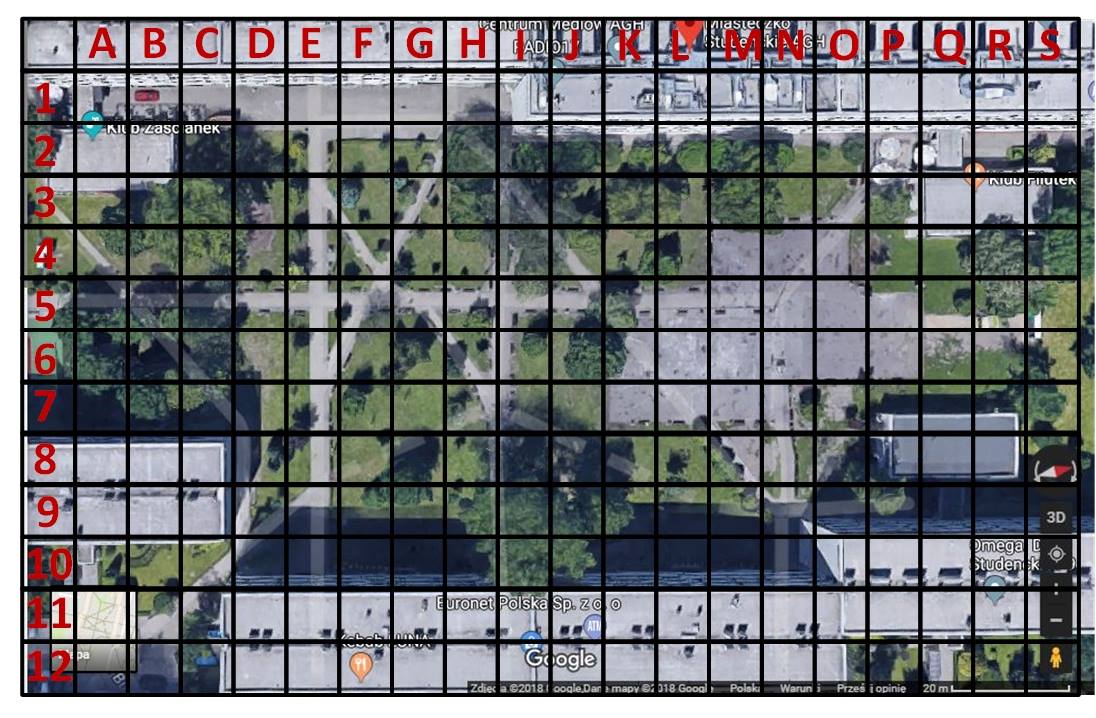 Centrum Mediów AGH
Miasteczko
Studenckie AGH
A B C D E F G H I J K L M N O P Q R S
1
Klub Zaścianek
2
Klub Filutek
3
4
5
6
7
8
9
3D
10
Omega D
Studenck
11
Euronet Polska Sp. z o. o
ATM
Kebab LUNA
12
Google
Zdjęcia ©2018 Google,Dane mapy ©2018 Google Polska Warunki Prześlij opinię 20 m